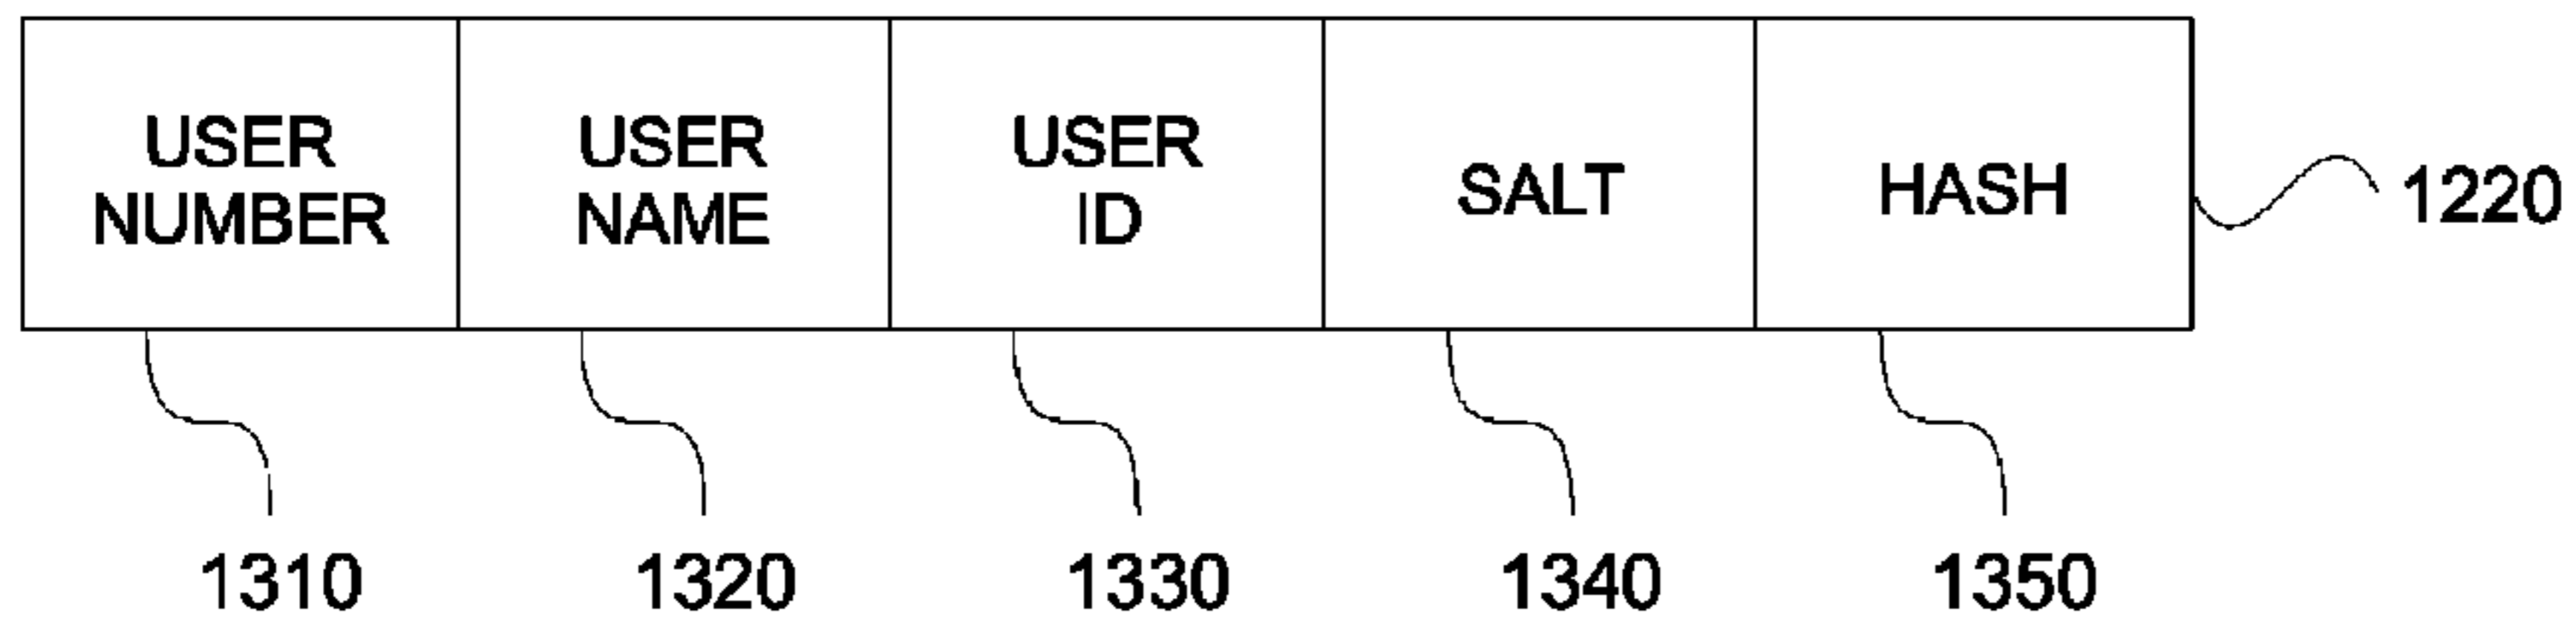 USER
NUMBER
USER
NAME
USER
ID
SALT
HASH
1220
1310
1320
1330
1340
1350